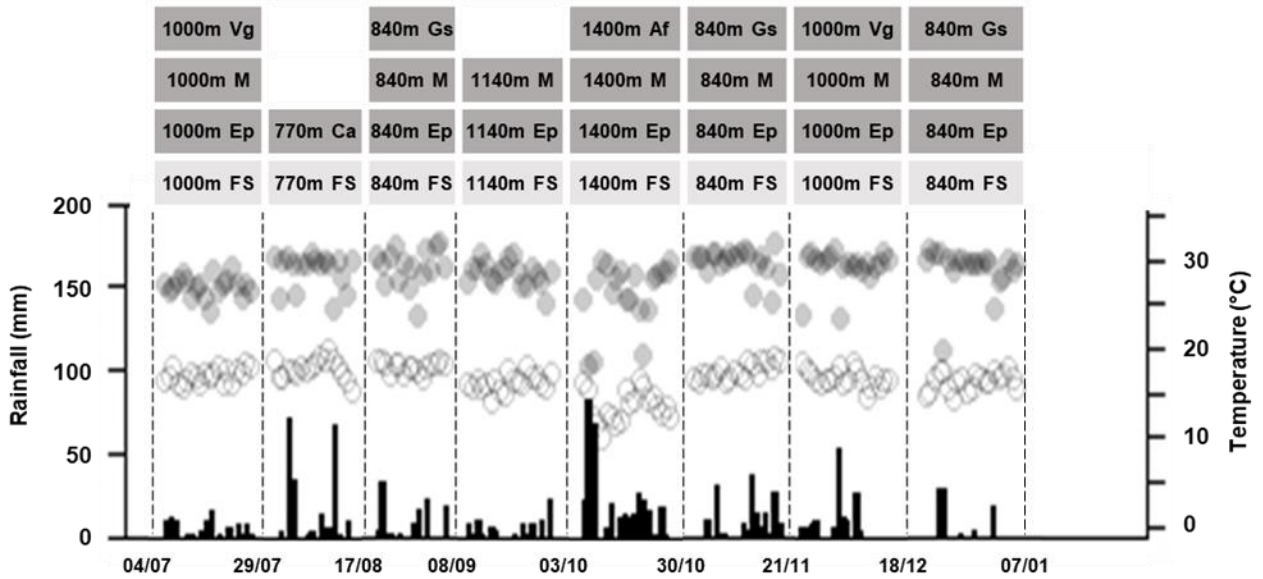 1000m Vg 840m Gs 1400m Af 840m Gs 1000m Vg 840m Gs
1000m M 840m M 1140m M 1400m M 840m M 1000m M 840m M
1000m Ep 770m Ca 840m Ep 1140m Ep 1400m Ep 840m Ep 1000m Ep 840m Ep
1000m FS 770m FS 840m FS 1140m FS 1400m FS 840m FS 1000m FS 840m FS
200
150 30
100 20
50 10
0 0
Rainfall (mm)
Temperature (°C)
04/07 29/07 17/08 08/09 03/10 30/10 21/11 18/12 07/01